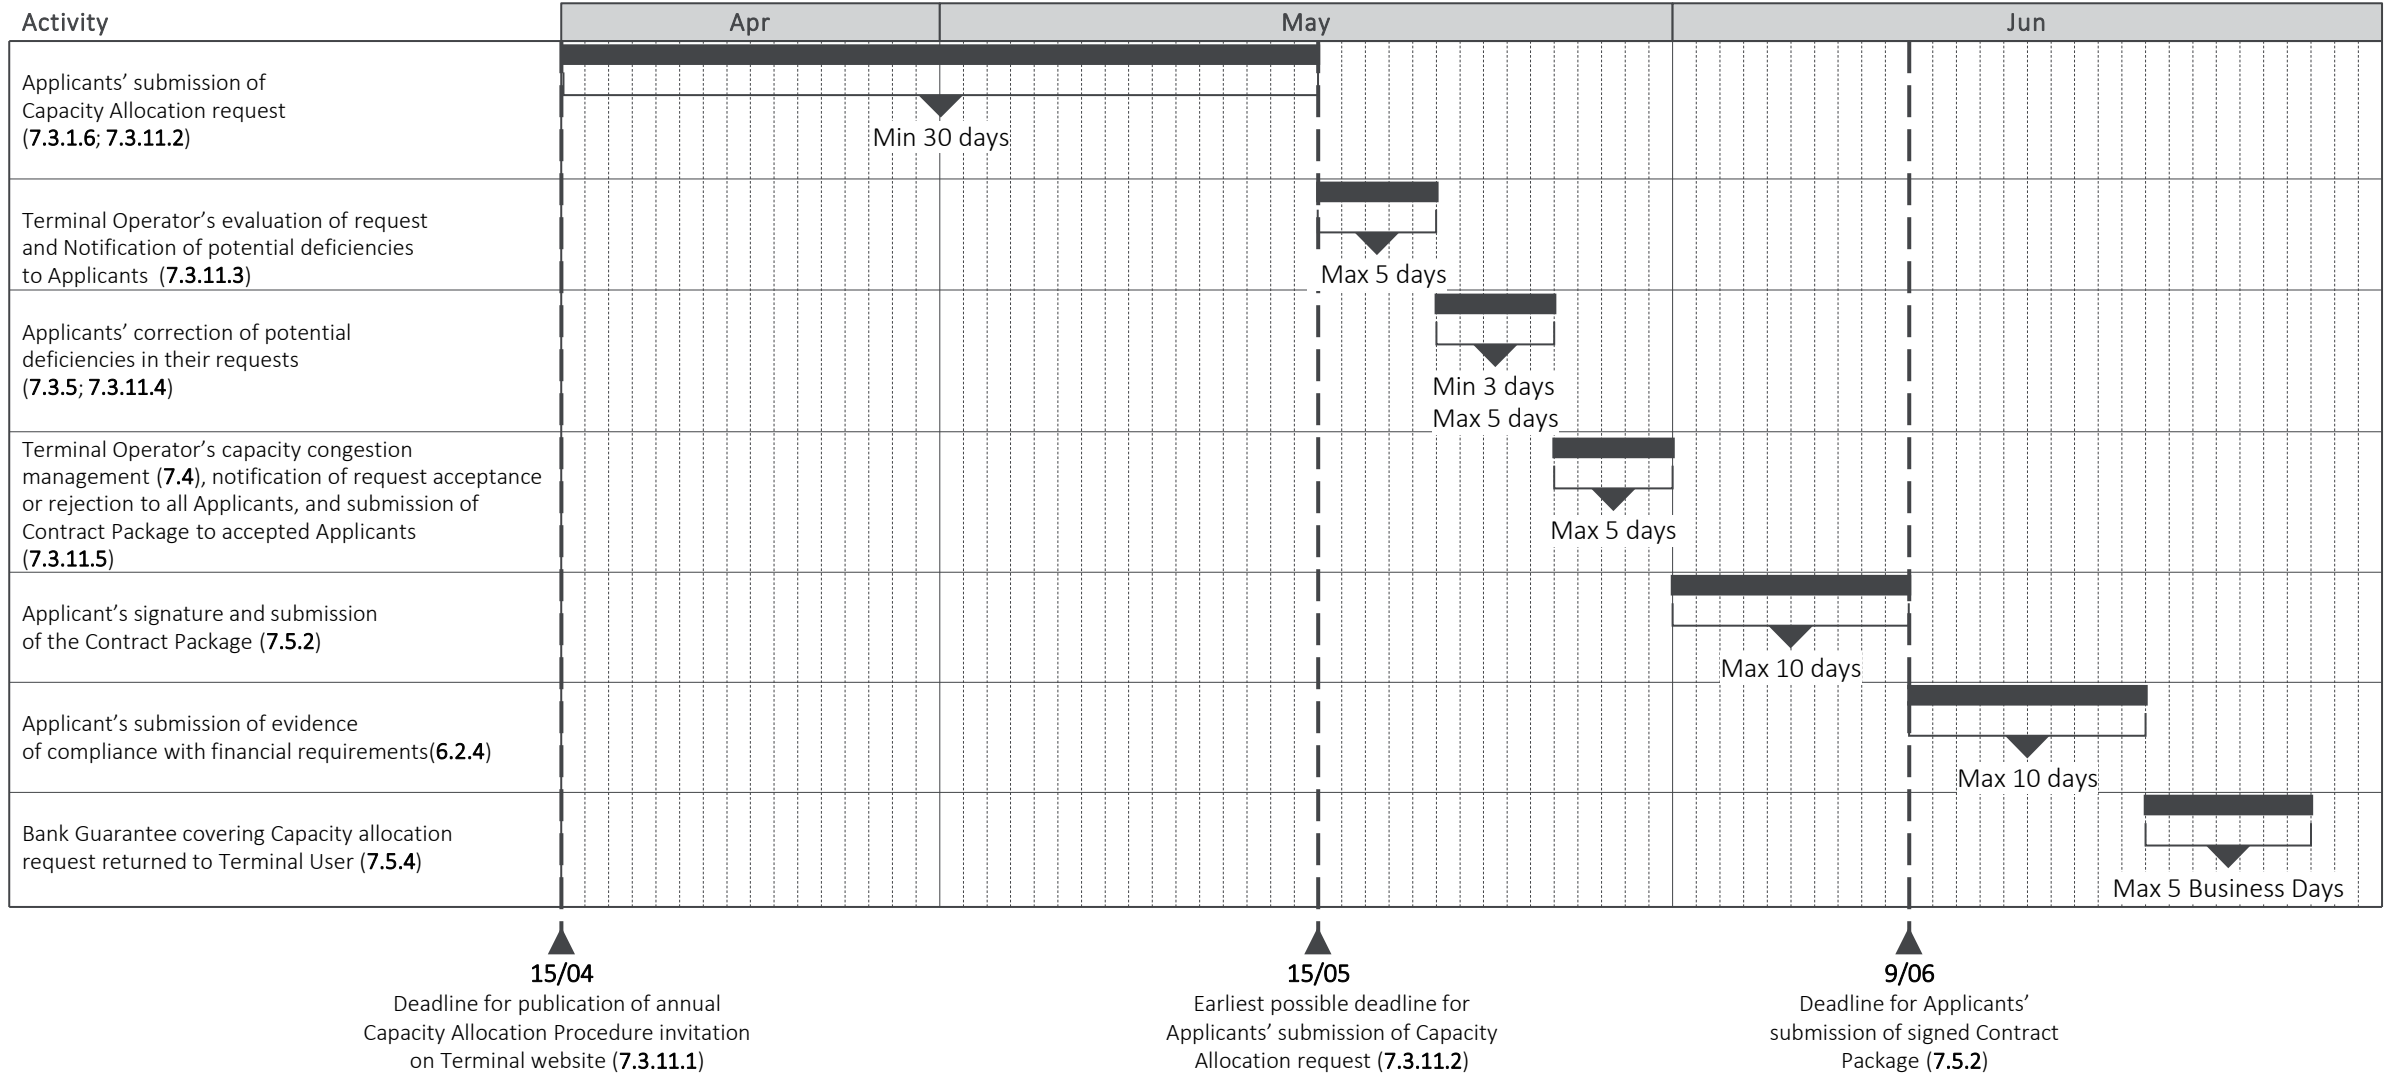 Activity
Apr
May
Jun
Applicants’ submission of
Capacity Allocation request
(7.3.1.6; 7.3.11.2)
Min 30 days
Terminal Operator’s evaluation of request
and Notification of potential deficiencies
to Applicants (7.3.11.3)
Max 5 days
Applicants’ correction of potential
deficiencies in their requests
(7.3.5; 7.3.11.4)
Min 3 days
Max 5 days
Terminal Operator’s capacity congestion
management (7.4), notification of request acceptance
or rejection to all Applicants, and submission of
Contract Package to accepted Applicants
(7.3.11.5)
Max 5 days
Applicant’s signature and submission
of the Contract Package (7.5.2)
Max 10 days
Applicant’s submission of evidence
of compliance with financial requirements(6.2.4)
Max 10 days
Bank Guarantee covering Capacity allocation
request returned to Terminal User (7.5.4)
Max 5 Business Days
15/04
Deadline for publication of annual
Capacity Allocation Procedure invitation
on Terminal website (7.3.11.1)
15/05
Earliest possible deadline for
Applicants’ submission of Capacity
Allocation request (7.3.11.2)
9/06
Deadline for Applicants’
submission of signed Contract
Package (7.5.2)